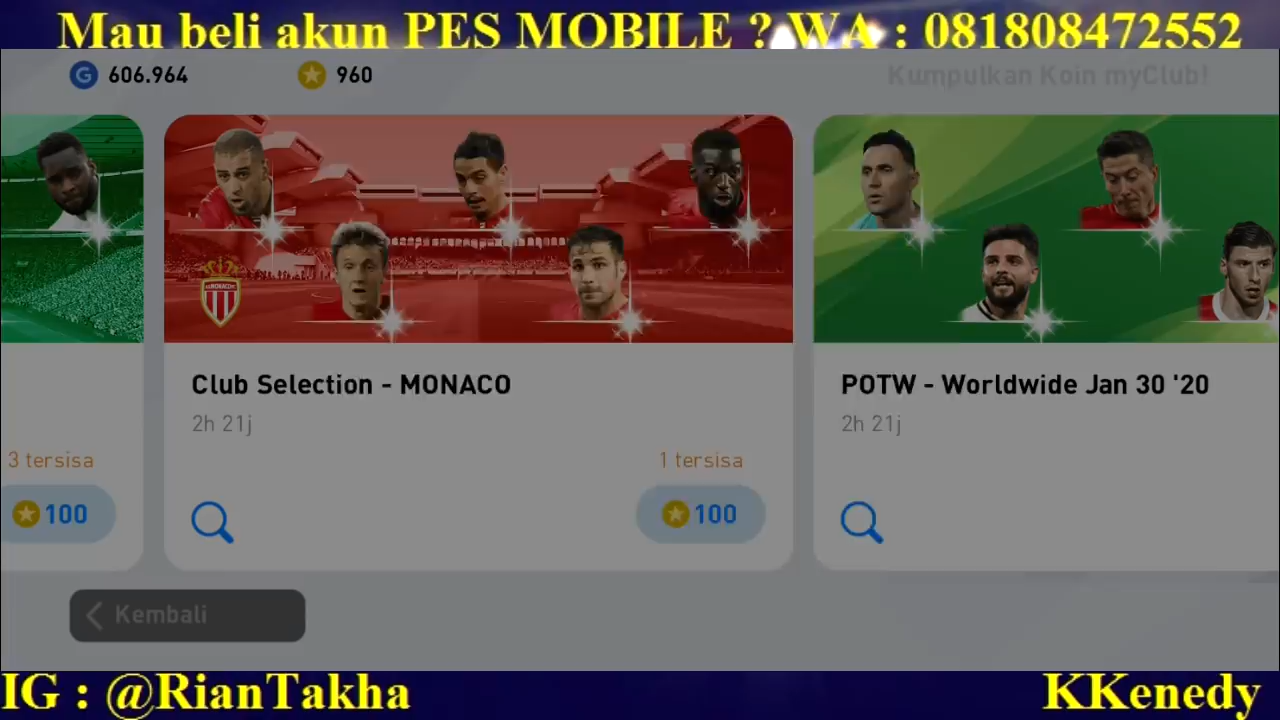 Mau beli akun PES MOBILE ? WA : 081808472552
606.964
960
Kumpulkan Koin myClub!
Club Selection - MONACO
2h 21j
POTW - Worldwide Jan 30 '20
2h 21j
3 tersisa
100
1 tersisa
100
Kembali
IG : @RianTakha
KKenedy